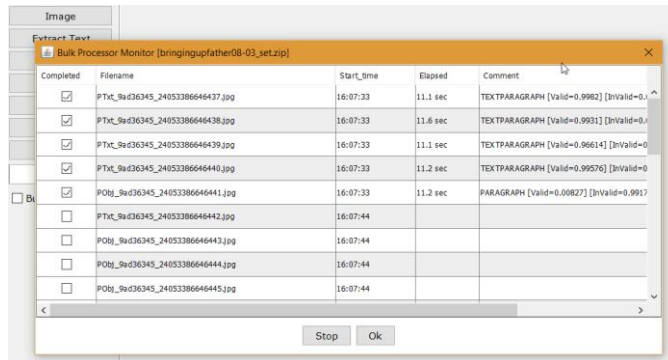 Image
Extract Text
Bulk Processor Monitor [bringingupfather08-03_set.zip]
Completed Filename Start_time Elapsed Comment
PTxt_9ad36345_24053386646437.jpg 16:07:33 11.1 sec TEXTPARAGRAPH [Valid=0.9982] [InValid=0.
PTxt_9ad36345_24053386646438.jpg 16:07:33 11.6 sec TEXTPARAGRAPH [Valid=0.9931] [InValid=0.
PTxt_9ad36345_24053386646439.jpg 16:07:33 11.1 sec TEXTPARAGRAPH [Valid=0.96614] [InValid=0
PTxt_9ad36345_24053386646440.jpg 16:07:33 11.2 sec TEXTPARAGRAPH [Valid=0.99576] [InValid=0
PObj_9ad36345_24053386646441.jpg 16:07:33 11.2 sec PARAGRAPH [Valid=0.00827] [InValid=0.9917
Bu
PTxt_9ad36345_24053386646442.jpg 16:07:44
PObj_9ad36345_24053386646443.jpg 16:07:44
PObj_9ad36345_24053386646444.jpg 16:07:44
PObj_9ad36345_24053386646445.jpg 16:07:44
Stop Ok